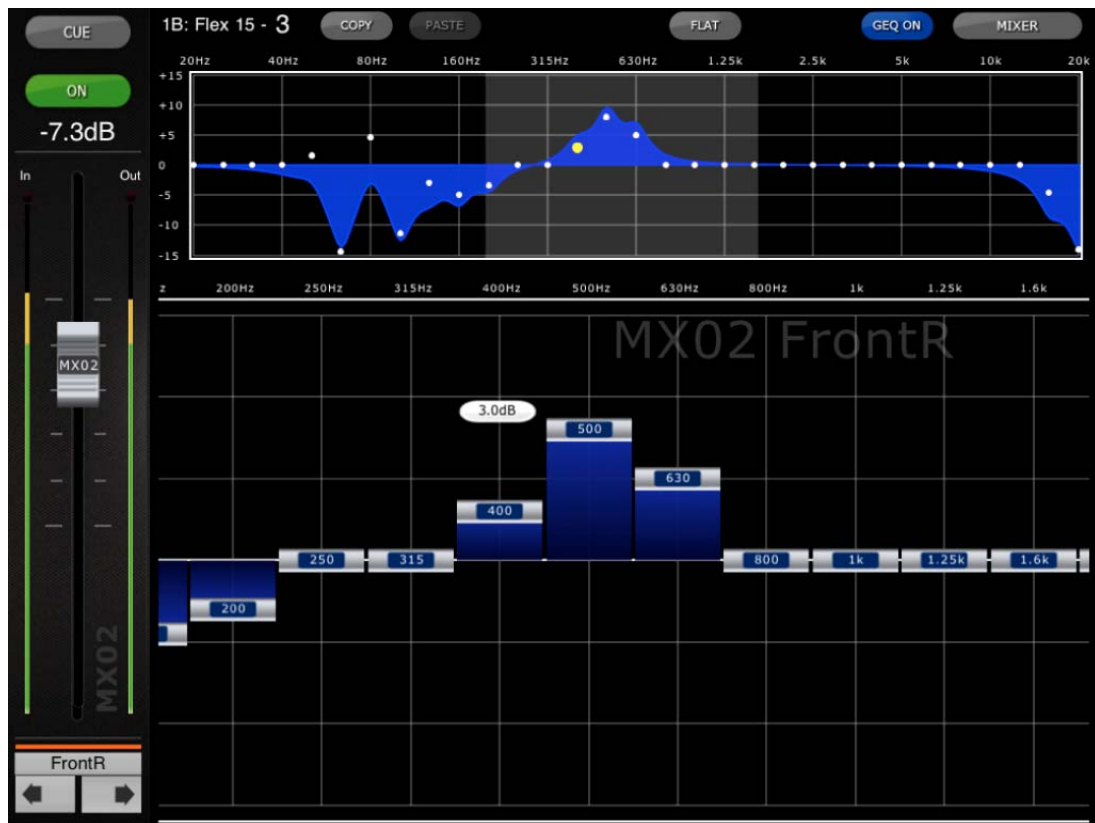 CUE 1B: Flex 15 - 3 COPY PASTE FLAT GEQ ON MIXER
20Hz 40Hz 80Hz 160Hz 315Hz 630Hz 1.25k 2.5k 5k 10k 20k
ON
-7.3dB
In Out
+15
+10
+5
0
-5
-10
-15
z 200Hz 250Hz 315Hz 400Hz 500Hz 630Hz 800Hz 1k 1.25k 1.6k
MX02 FrontR
MX02
3.0dB
500
630
400
250 315 800 1k 1.25k 1.6k
200
MX02
FrontR